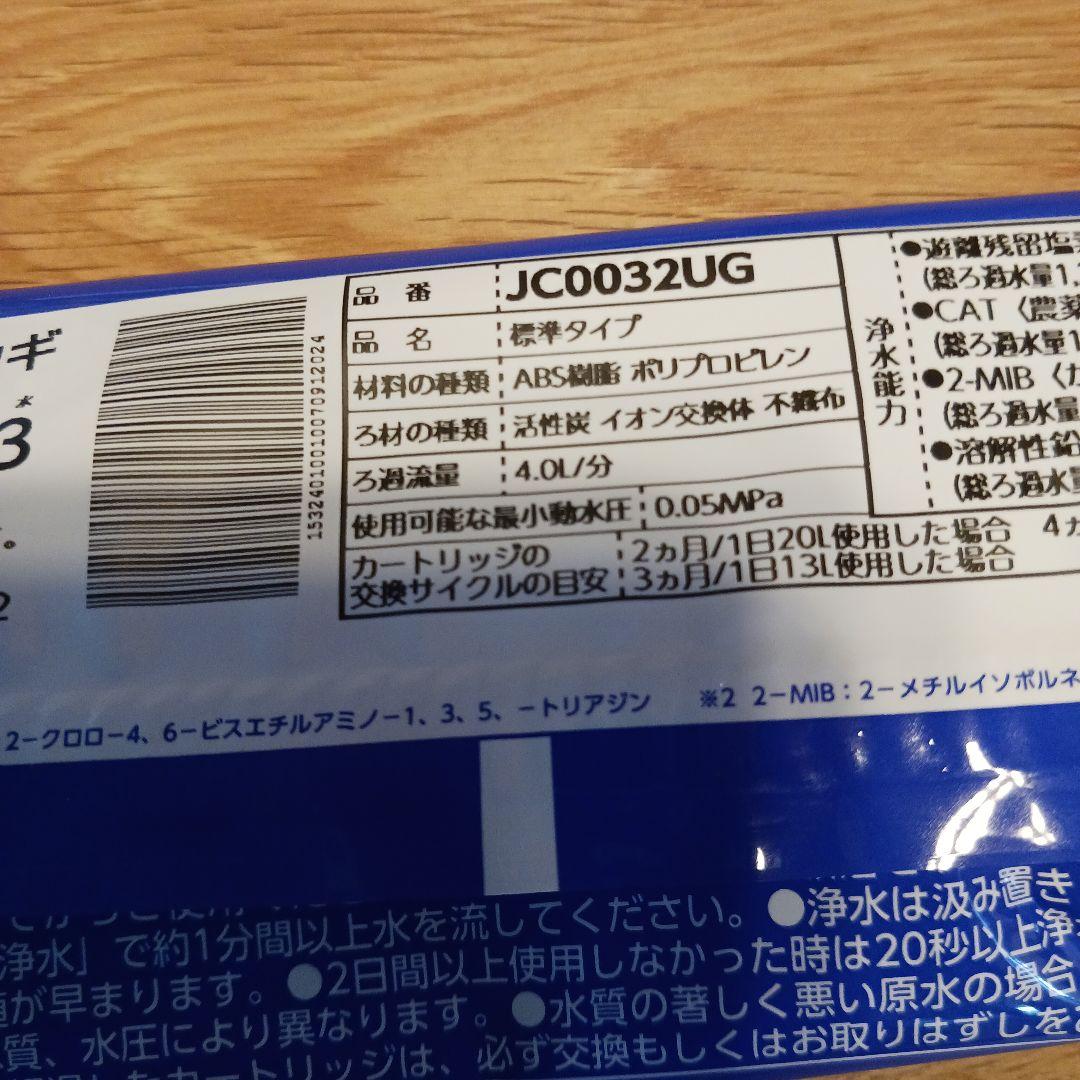 ギ
水
3
2
15324010010070912024
品番 JC0032UG
品名 標準タイプ
材料の種類 ABS樹脂 ポリプロピレン
ろ材の種類 活性炭 イオン交換体 不織布
ろ過流量 4.0L/分
使用可能な最小動水圧 0.05MPa
カートリッジの
交換サイクルの目安
2ヵ月/1日20L使用した場合 4カ
3ヵ月/1日13L使用した場合
浄水能力
●遊離残留塩
(総ろ過水量1,
●CAT〈農薬
(総ろ過水量1
●2-MIB〈カ
(総ろ過水量
●溶解性鉛
(総ろ過水量
2-クロロ-4、6-ビスエチルアミノ-1、3、5、-トリアジン ※2 2-MIB:2-メチルイソボルネ
水を流してください。●浄水は汲み置き
浄水」で約1分間以上
が早まります。●2日間以上使用しなかった時は20秒以上浄
質、水圧により異なります。●水質の著しく悪い原水の場合
カートリッジは、必ず交換もしくはお取りはずしを